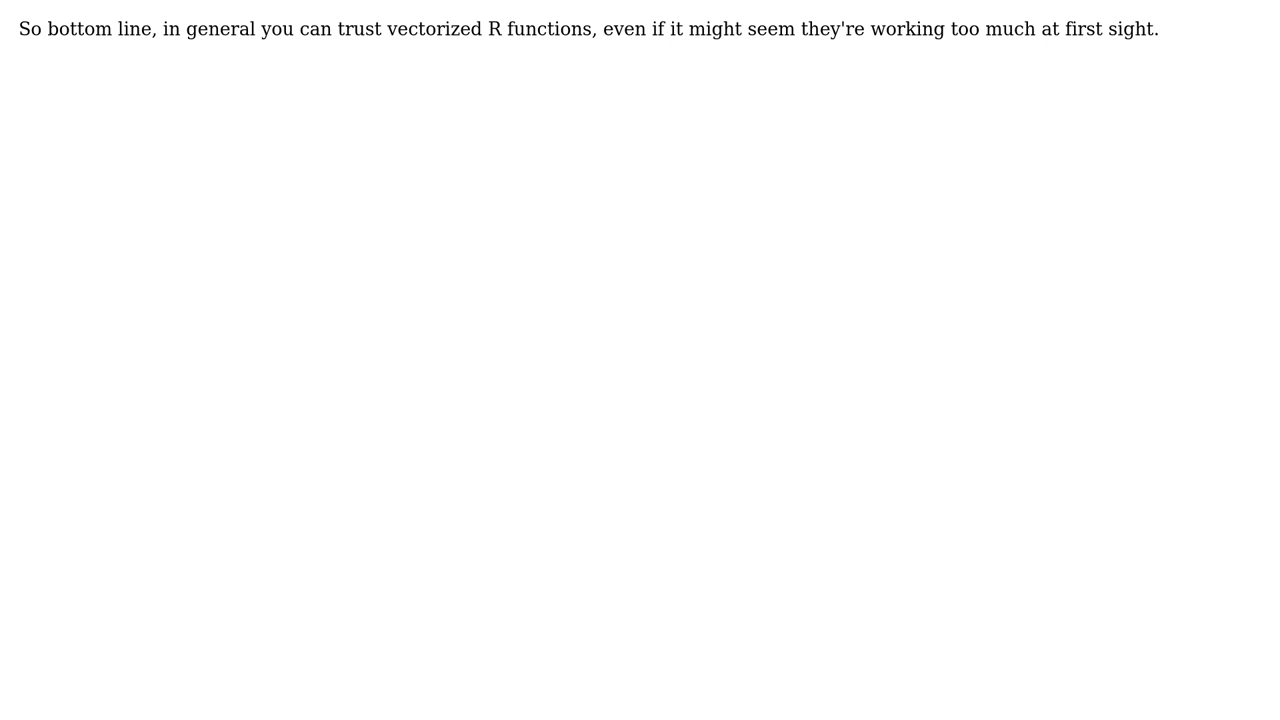 So bottom line, in general you can trust vectorized R functions, even if it might seem they're working too much at first sight.